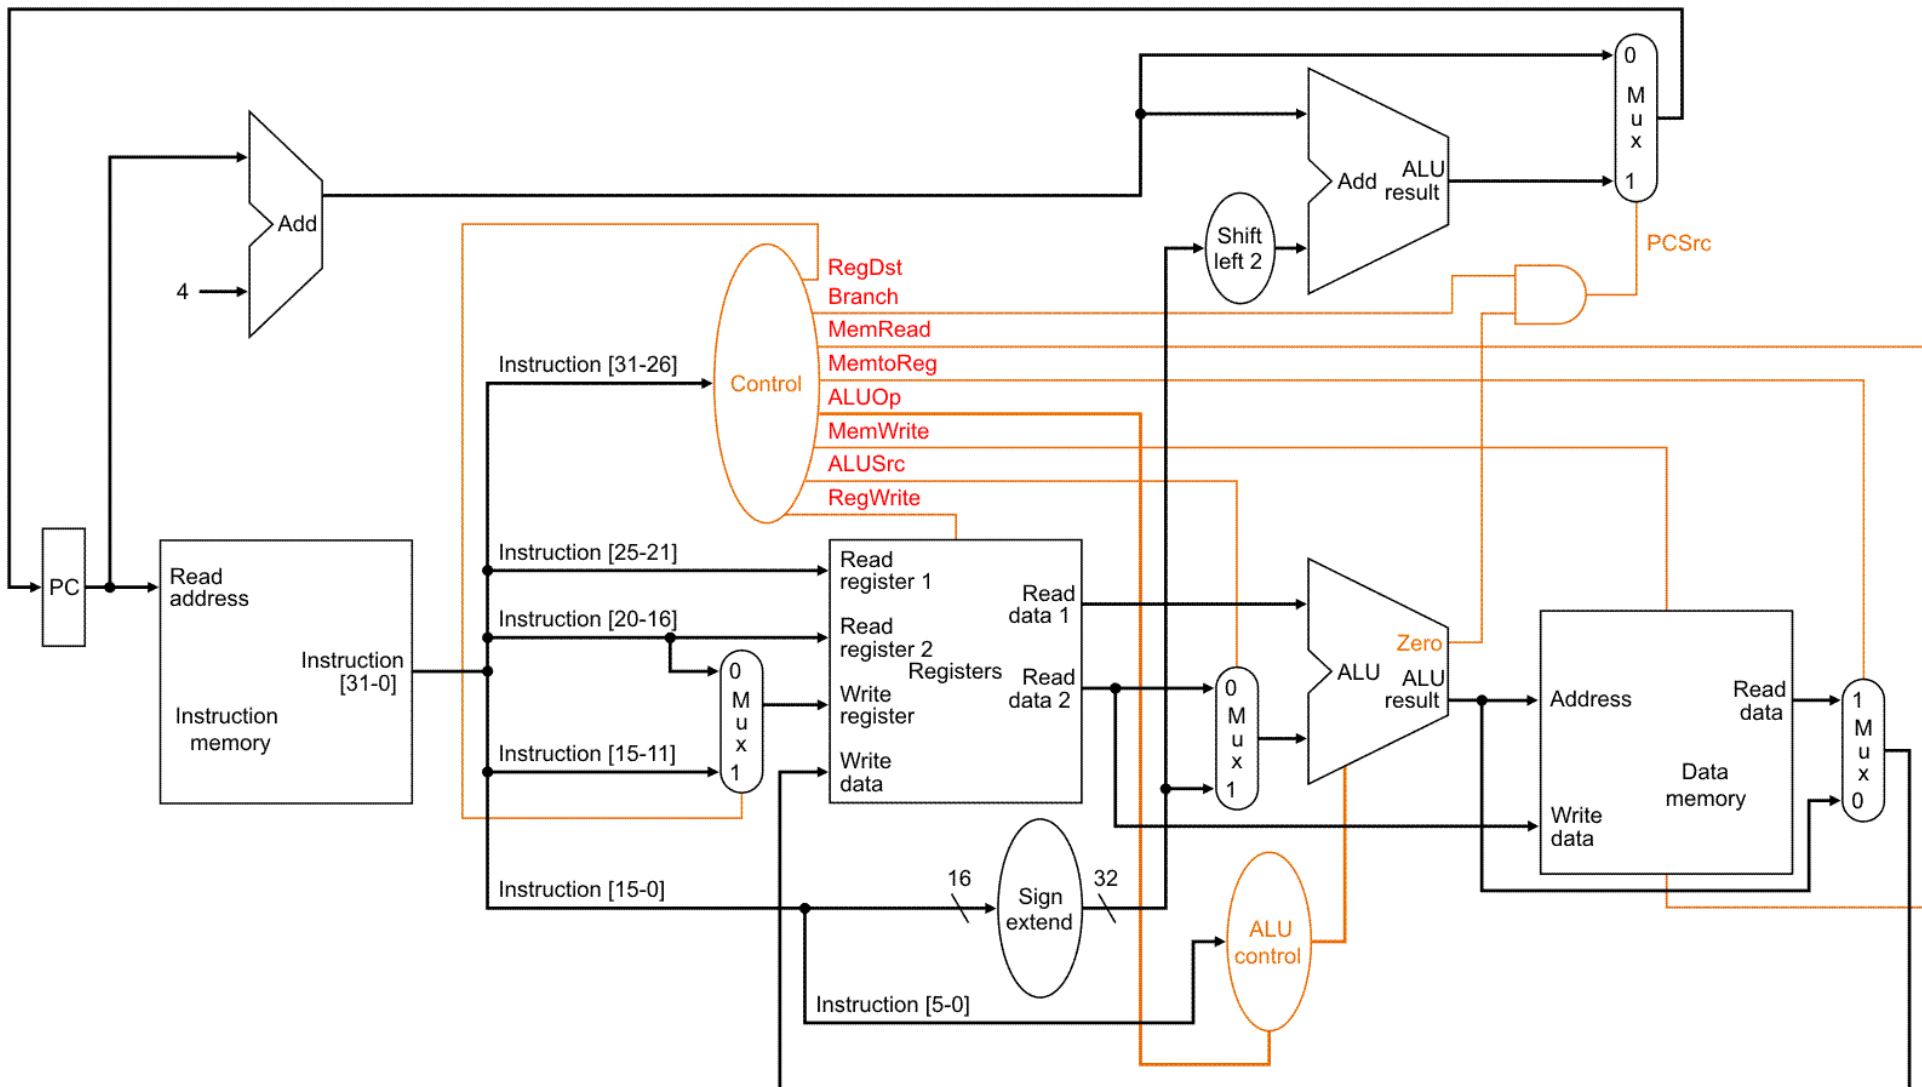 0
M
u
x
1
Add
ALU
result
Add
4
Shift
left 2
PCSrc
RegDst
Branch
MemRead
MemtoReg
ALUOp
MemWrite
ALUSrc
RegWrite
Control
Instruction [31-26]
Instruction [25-21]
Instruction [20-16]
Instruction [15-11]
Instruction [15-0]
Instruction [5-0]
PC
Read
address
Instruction
[31-0]
Instruction
memory
0
M
u
x
1
Read
register 1
Read
register 2
Registers
Write
register
Write
data
Read
data 1
Read
data 2
0
M
u
x
1
Zero
ALU
ALU
result
Address
Read
data
Data
memory
Write
data
1
M
u
x
0
16
Sign
extend
32
ALU
control